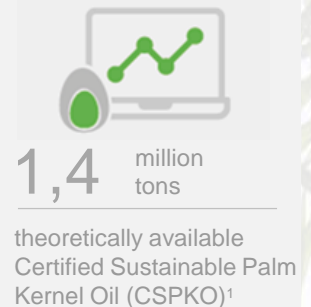 1,4 million
tons
theoretically available
Certified Sustainable Palm
Kernel Oil (CSPKO)¹